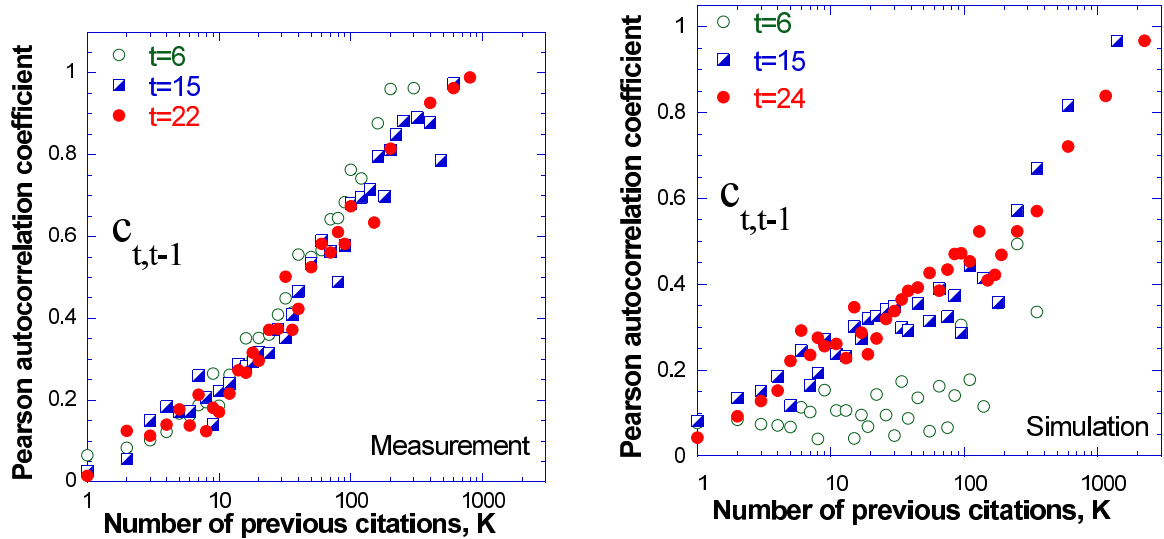 Pearson autocorrelation coefficient
1
0.8
0.6
0.4
0.2
0
t=6
t=15
t=22
c t,t-1
Measurement
1
10
100
1000
Number of previous citations, K
Pearson autocorrelation coefficient
1
0.8
0.6
0.4
0.2
0
t=6
t=15
t=24
c t,t-1
Simulation
1
10
100
1000
Number of previous citations, K